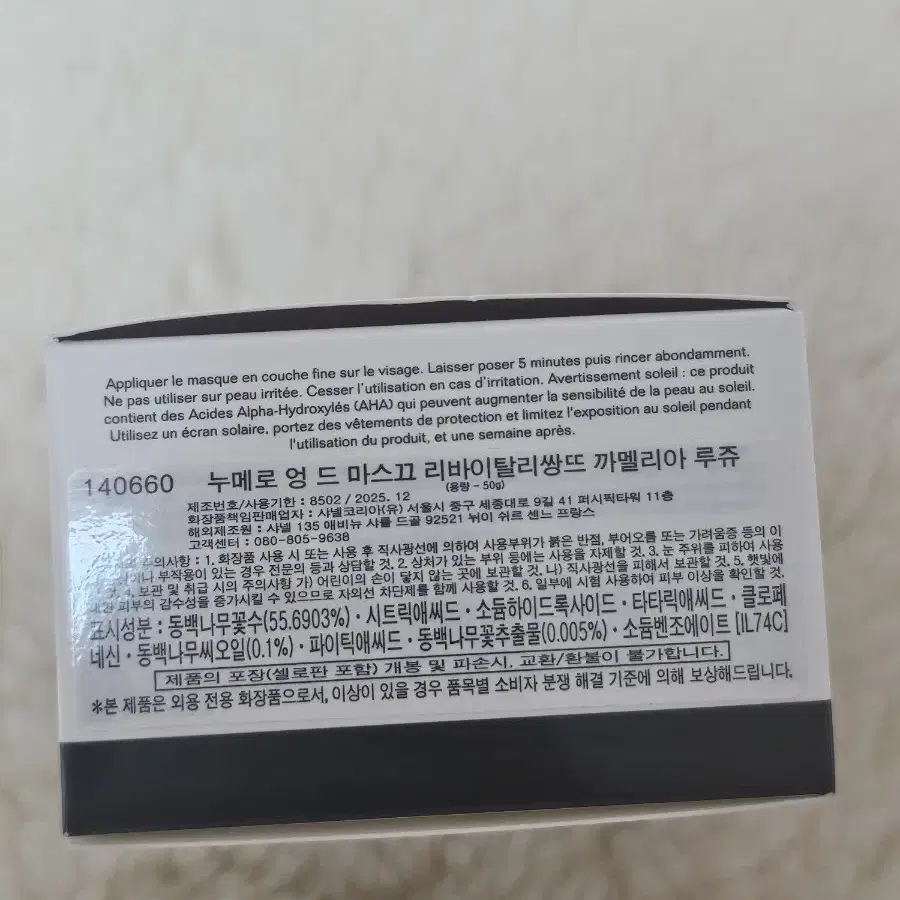 Appliquer le masque en couche fine sur le visage. Laisser poser 5 minutes puis rincer abondamment.
Ne pas utiliser sur peau irritée. Cesser l'utilisation en cas d'irritation. Avertissement soleil : ce produit
contient des Acides Alpha-Hydroxylés (AHA) qui peuvent augmenter la sensibilité de la peau au soleil.
Utilisez un écran solaire, portez des vêtements de protection et limitez l'exposition au soleil pendant
l'utilisation du produit, et une semaine après.
140660 누메로 엉 드 마스끄 리바이탈리쌍뜨 까멜리아 루쥬
(용량 - 50g)
제조번호/사용기한 : 8502 / 2025. 12
화장품책임판매업자 : 샤넬코리아(유) 서울시 중구 세종대로 9길 41 퍼시픽타워 11층
해외제조원 : 샤넬 135 애비뉴 샤를 드골 92521 뉘이 쉬르 센느 프랑스
고객센터 : 080-805-9638
주의사항 : 1. 화장품 사용 시 또는 사용 후 직사광선에 의하여 사용부위가 붉은 반점, 부어오름 또는 가려움증 등의 이
부작용이 있는 경우 전문의 등과 상담할 것, 2. 상처가 있는 부위 등에는 사용을 자제할 것. 3. 눈 주위를 피하여 사용
4. 보관 및 취급 시의 주의사항 가) 어린이의 손이 닿지 않는 곳에 보관할 것. 나) 직사광선을 피해서 보관할 것. 5. 햇빛에
피부의 감수성을 증가시킬 수 있으므로 자외선 차단제를 함께 사용할 것. 6. 일부에 시험 사용하여 피부 이상을 확인할 것.
표시성분 : 동백나무꽃수(55.6903%)·시트릭애씨드·소듐하이드록사이드·타타릭애씨드·클로페
네신·동백나무씨오일(0.1%)·파이틱애씨드·동백나무꽃추출물(0.005%)·소듐벤조에이트 [IL74C]
제품의 포장(셀로판 포함) 개봉 및 파손시, 교환/환불이 불가합니다.
*본 제품은 외용 전용 화장품으로서, 이상이 있을 경우 품목별 소비자 분쟁 해결 기준에 의해 보상해드립니다.